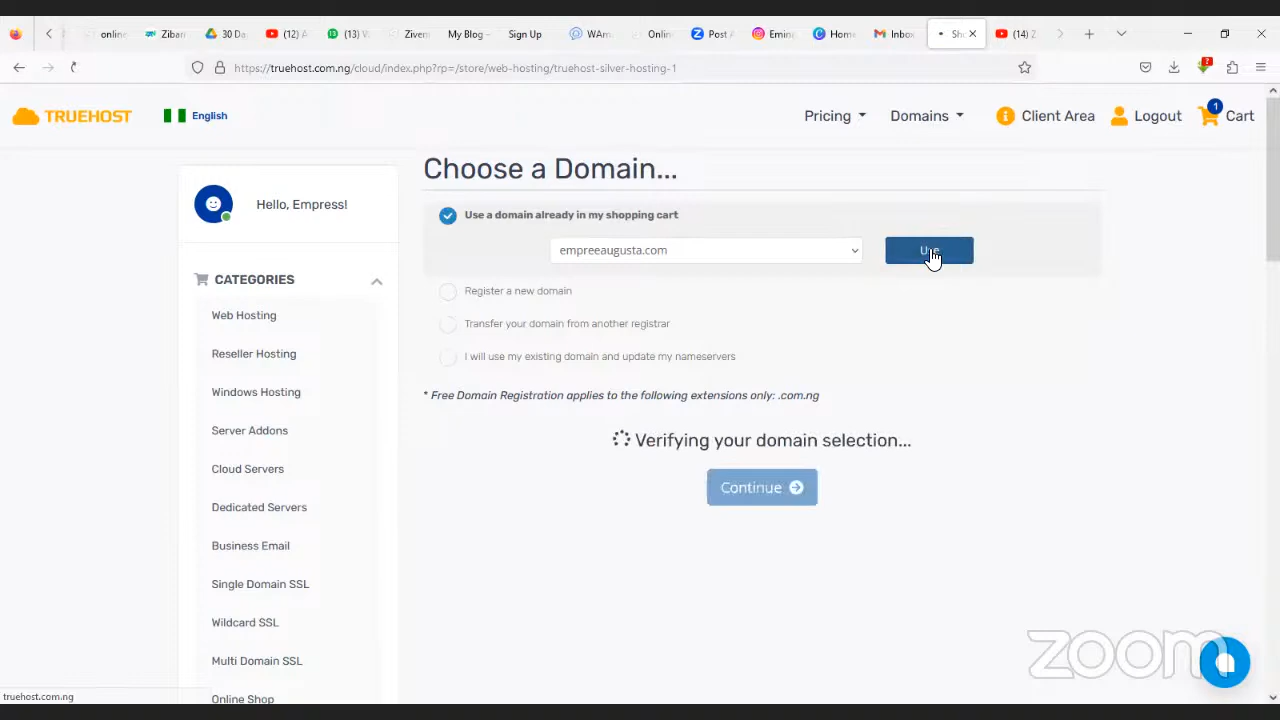 online
Zibar
30 Da
(12) A
(13) V
Zivem
My Blog
Sign Up
WAm
Onlin
Post A
Emin
Home
Inbox
Sho
(14) Z
https://truehost.com.ng/cloud/index.php?rp=/store/web-hosting/truehost-silver-hosting-1
TRUEHOST
English
Pricing
Domains
Client Area
Logout
1
Cart
Hello, Empress!
CATEGORIES
Web Hosting
Reseller Hosting
Windows Hosting
Server Addons
Cloud Servers
Dedicated Servers
Business Email
Single Domain SSL
Wildcard SSL
Multi Domain SSL
Online Shop
Choose a Domain...
Use a domain already in my shopping cart
empreeaugusta.com
Use
Register a new domain
Transfer your domain from another registrar
I will use my existing domain and update my nameservers
* Free Domain Registration applies to the following extensions only: .com.ng
Verifying your domain selection...
Continue
zoom
truehost.com.ng